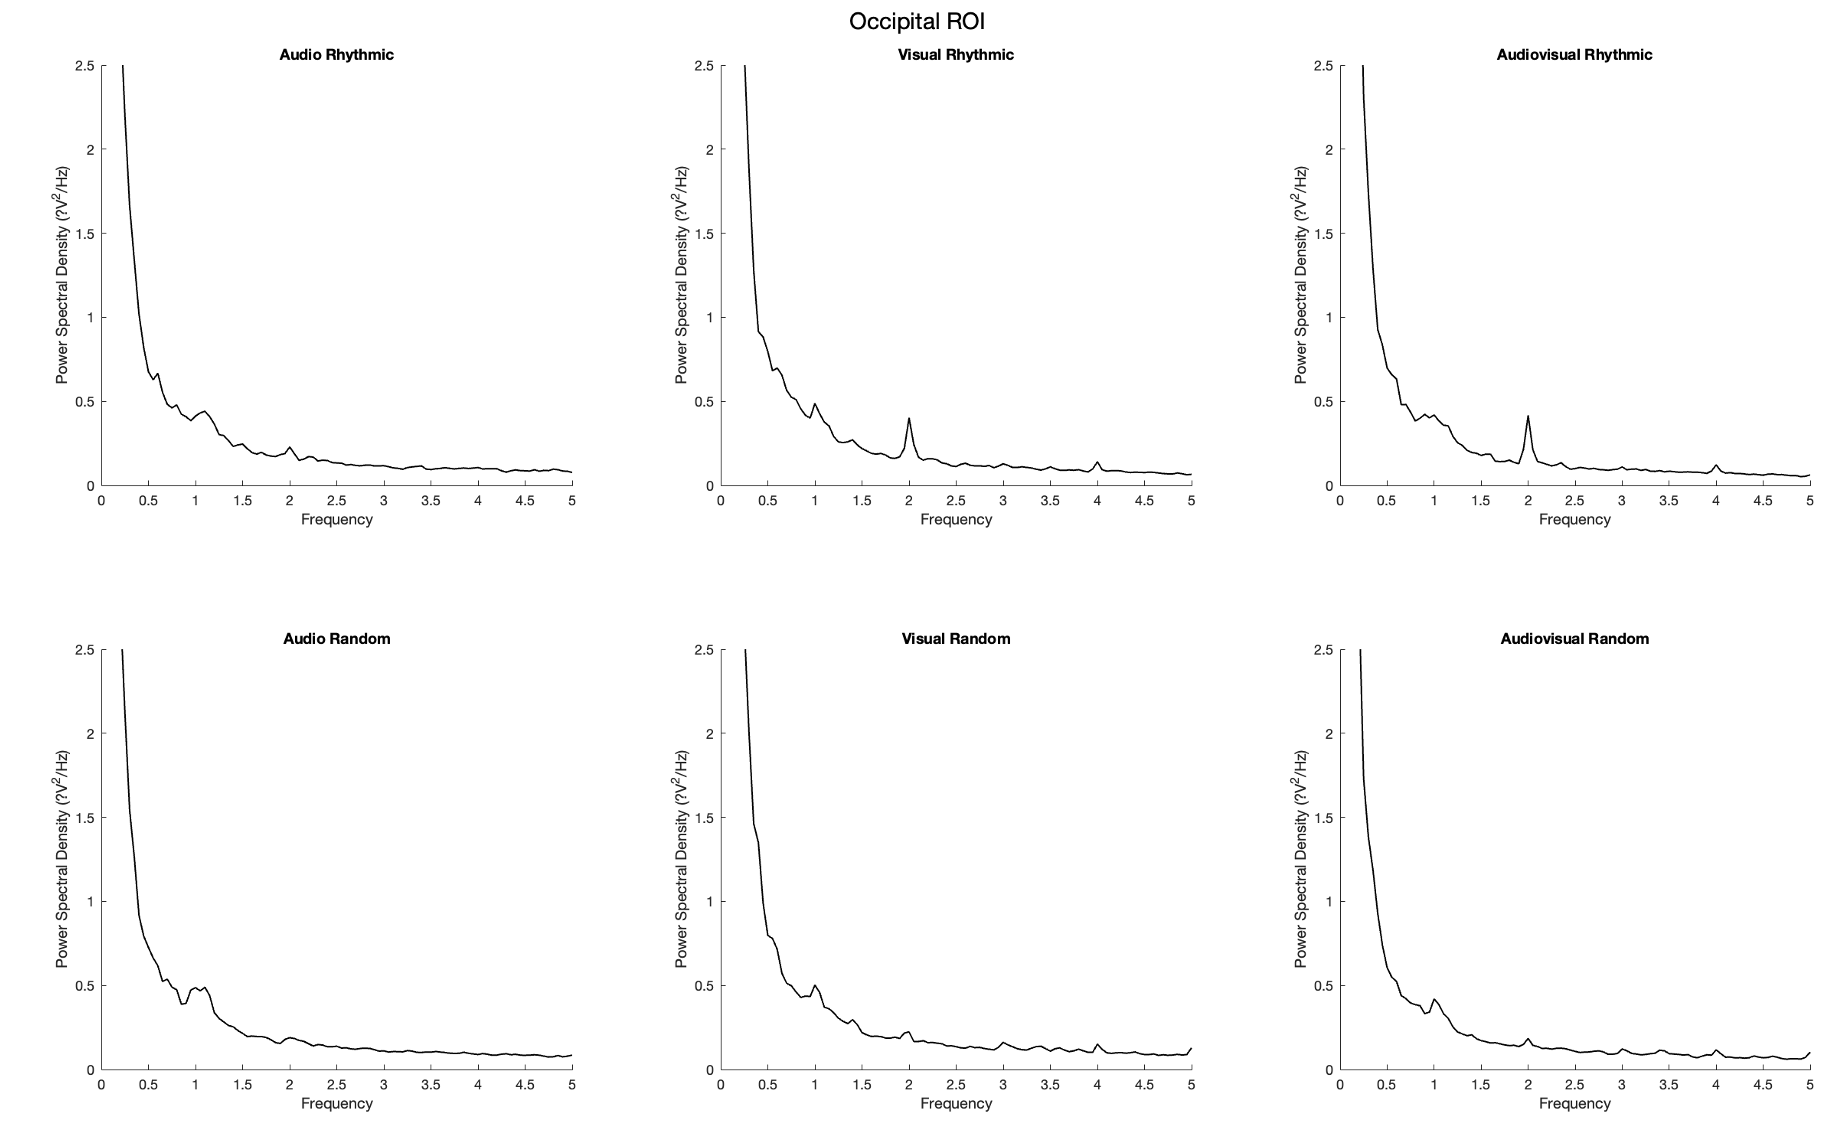 Occipital ROI
Audio Rhythmic
Power Spectral Density (?V²/Hz)
2.5
2
1.5
1
0.5
0
0 0.5 1 1.5 2 2.5 3 3.5 4 4.5 5
Frequency
Visual Rhythmic
Power Spectral Density (?V²/Hz)
2.5
2
1.5
1
0.5
0
0 0.5 1 1.5 2 2.5 3 3.5 4 4.5 5
Frequency
Audiovisual Rhythmic
Power Spectral Density (?V²/Hz)
2.5
2
1.5
1
0.5
0
0 0.5 1 1.5 2 2.5 3 3.5 4 4.5 5
Frequency
Audio Random
Power Spectral Density (?V²/Hz)
2.5
2
1.5
1
0.5
0
0 0.5 1 1.5 2 2.5 3 3.5 4 4.5 5
Frequency
Visual Random
Power Spectral Density (?V²/Hz)
2.5
2
1.5
1
0.5
0
0 0.5 1 1.5 2 2.5 3 3.5 4 4.5 5
Frequency
Audiovisual Random
Power Spectral Density (?V²/Hz)
2.5
2
1.5
1
0.5
0
0 0.5 1 1.5 2 2.5 3 3.5 4 4.5 5
Frequency